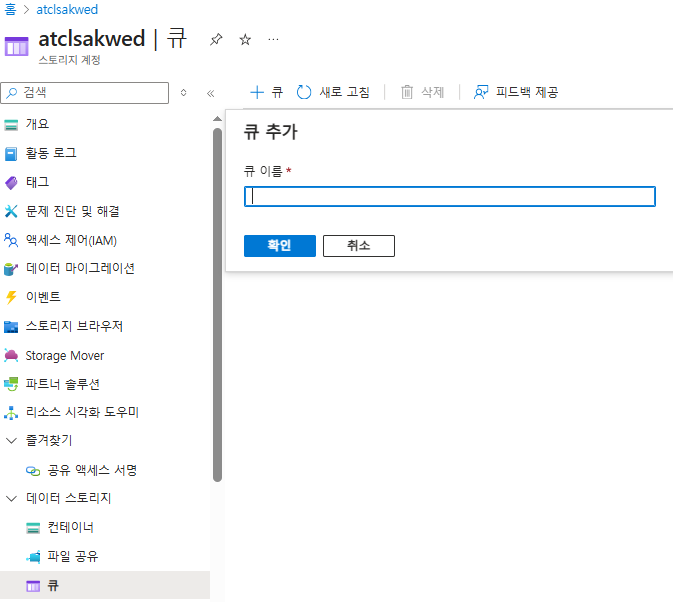 홈 > atclsakwed
atclsakwed | 큐
스토리지 계정
검색
큐 새로 고침 삭제 피드백 제공
개요
활동 로그
태그
문제 진단 및 해결
액세스 제어(IAM)
데이터 마이그레이션
이벤트
스토리지 브라우저
Storage Mover
파트너 솔루션
리소스 시각화 도우미
즐겨찾기
공유 액세스 서명
데이터 스토리지
컨테이너
파일 공유
큐
큐 추가
큐 이름 *
확인 취소